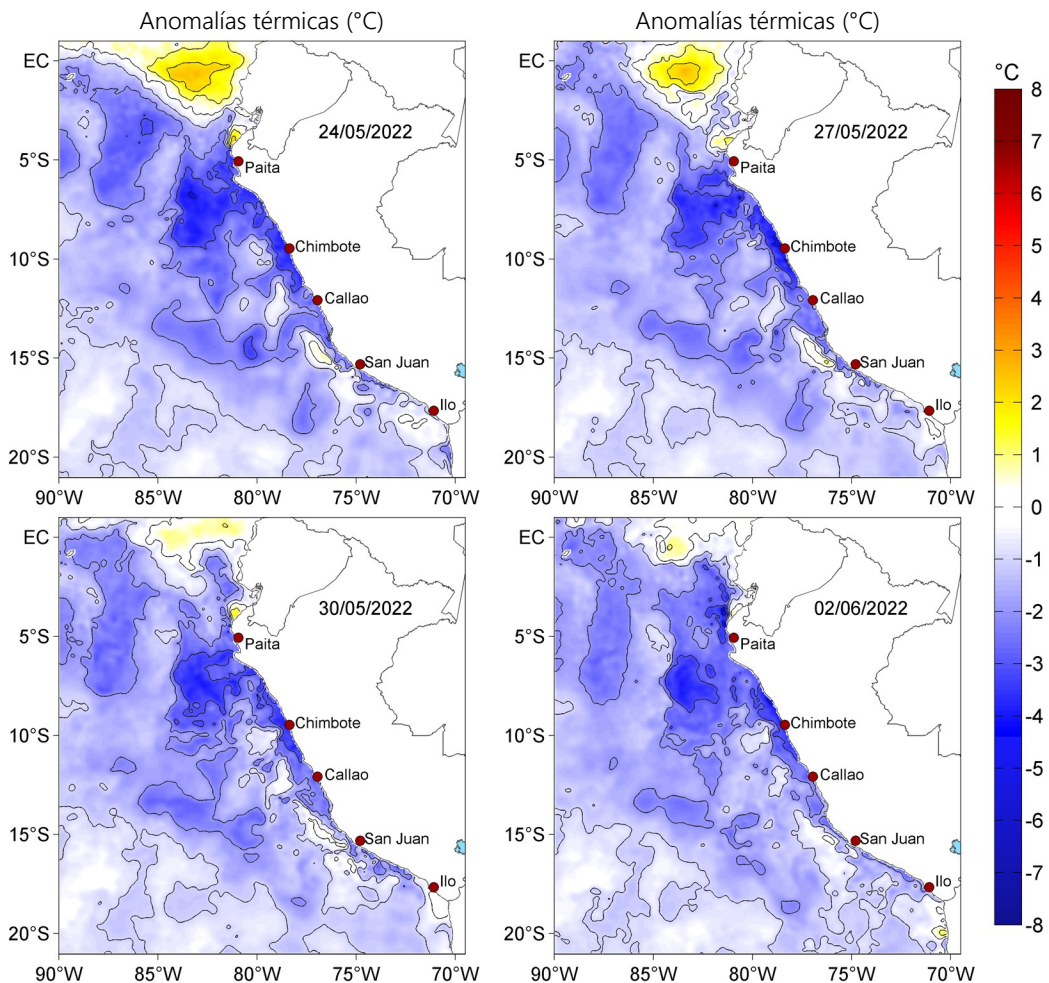 Anomalías térmicas (°C)
Anomalías térmicas (°C)
EC
5°S
10°S
15°S
20°S
90°W
85°W
80°W
75°W
70°W
24/05/2022
Paita
Chimbote
Callao
San Juan
Ilo
EC
5°S
10°S
15°S
20°S
90°W
85°W
80°W
75°W
70°W
27/05/2022
Paita
Chimbote
Callao
San Juan
Ilo
EC
5°S
10°S
15°S
20°S
90°W
85°W
80°W
75°W
70°W
30/05/2022
Paita
Chimbote
Callao
San Juan
Ilo
EC
5°S
10°S
15°S
20°S
90°W
85°W
80°W
75°W
70°W
02/06/2022
Paita
Chimbote
Callao
San Juan
Ilo
°C
8
7
6
5
4
3
2
1
0
-1
-2
-3
-4
-5
-6
-7
-8